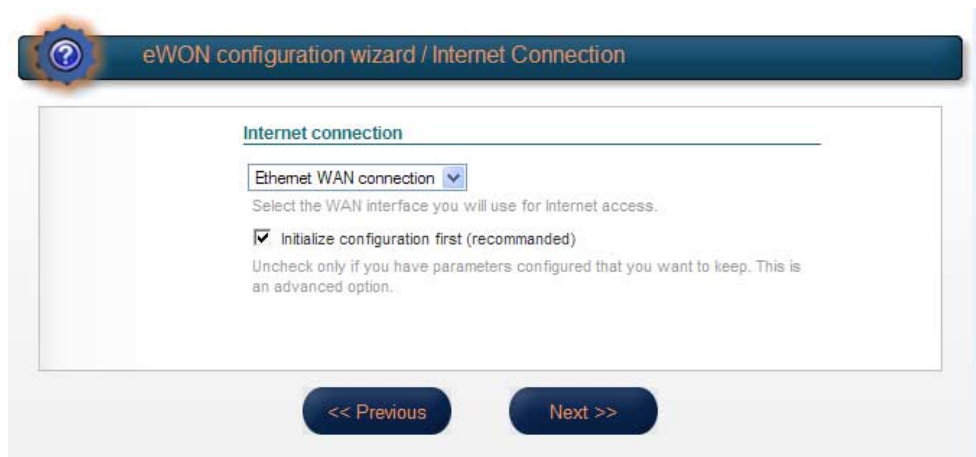 eWON configuration wizard / Internet Connection
Internet connection
Ethernet WAN connection
Select the WAN interface you will use for Internet access.
Initialize configuration first (recommanded)
Uncheck only if you have parameters configured that you want to keep. This is
an advanced option.
<< Previous
Next >>